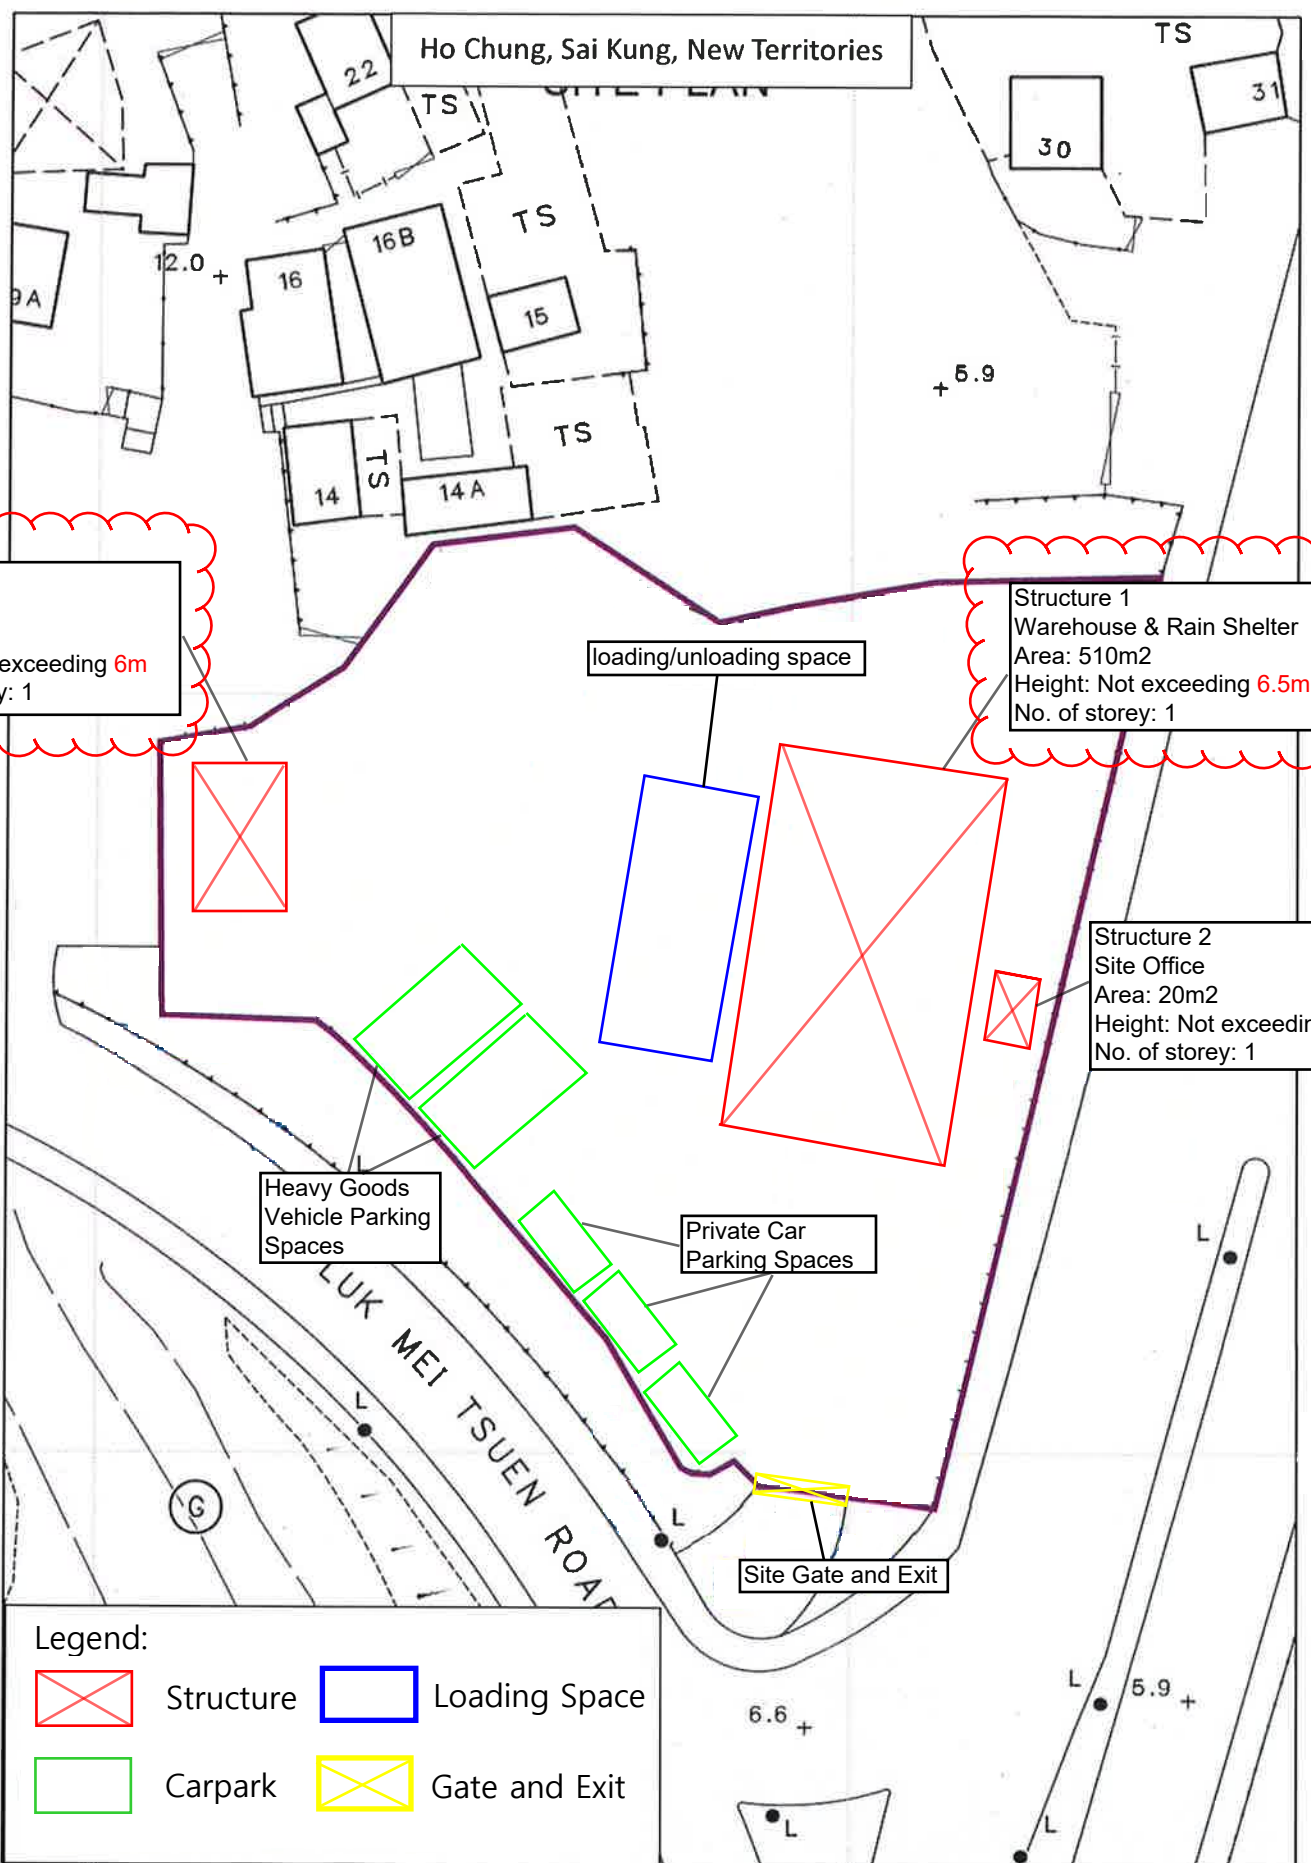 Ho Chung, Sai Kung, New Territories
TS
22
TS
30
31
TS
16B
12.0
16
9A
15
5.9
TS
TS
14
14A
exceeding 6m
y: 1
loading/unloading space
Structure 1
Warehouse & Rain Shelter
Area: 510m2
Height: Not exceeding 6.5m
No. of storey: 1
Structure 2
Site Office
Area: 20m2
Height: Not exceedin
No. of storey: 1
Heavy Goods
Vehicle Parking
Spaces
Private Car
Parking Spaces
L
L
LUK MEI TSUEN ROAD
L
G
L
Site Gate and Exit
Legend:
Structure
Loading Space
Carpark
Gate and Exit
6.6
L
5.9
L
L